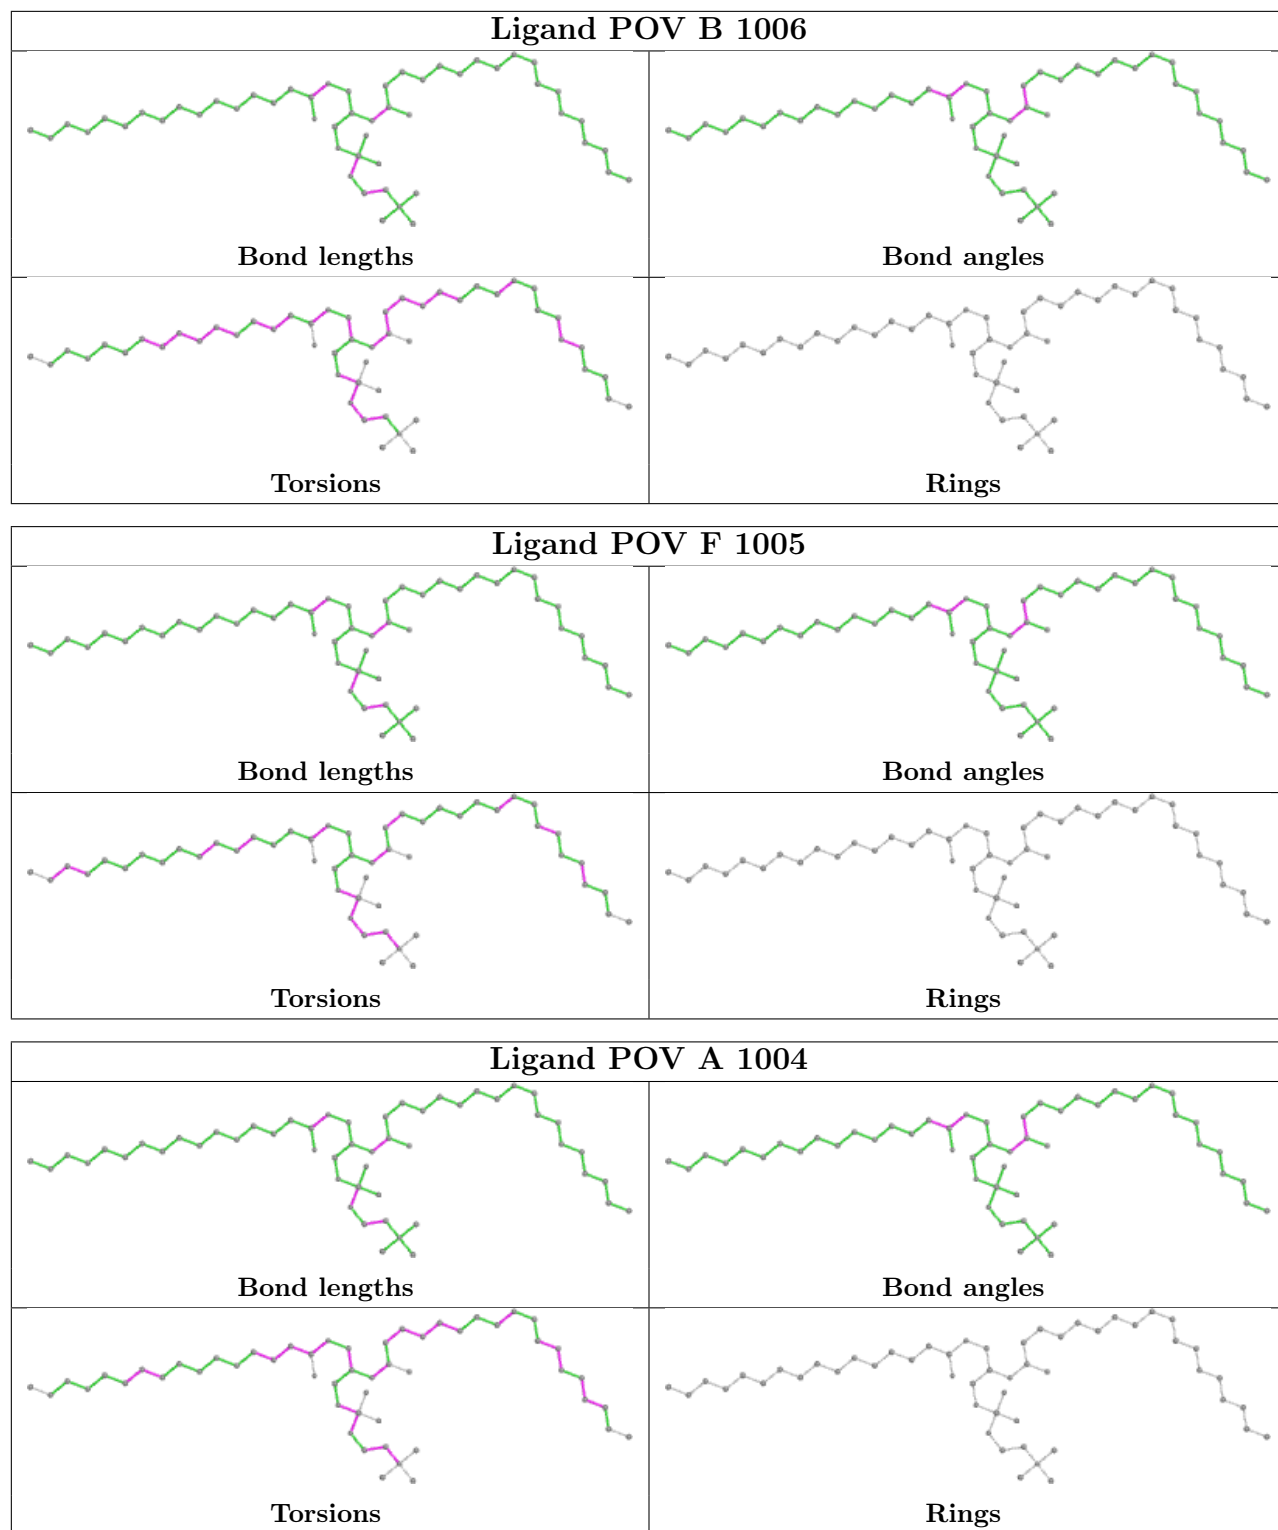 Ligand POV B 1006
Bond lengths
Bond angles
Torsions
Rings
Ligand POV F 1005
Bond lengths
Bond angles
Torsions
Rings
Ligand POV A 1004
Bond lengths
Bond angles
Torsions
Rings